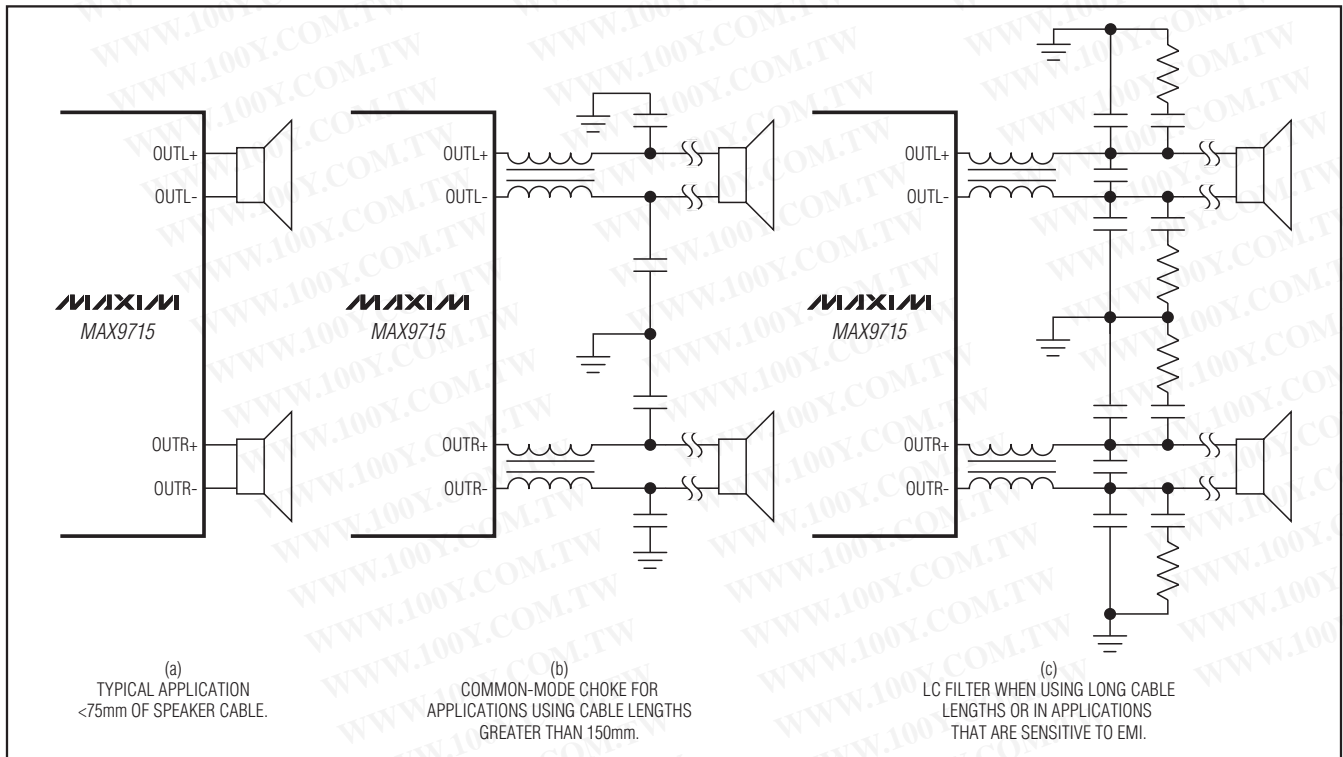 OUTL+
OUTL-
MAXIM
MAX9715
OUTR+
OUTR-
(a)
TYPICAL APPLICATION
<75mm OF SPEAKER CABLE.
OUTL+
OUTL-
MAXIM
MAX9715
OUTR+
OUTR-
(b)
COMMON-MODE CHOKE FOR
APPLICATIONS USING CABLE LENGTHS
GREATER THAN 150mm.
OUTL+
OUTL-
MAXIM
MAX9715
OUTR+
OUTR-
(c)
LC FILTER WHEN USING LONG CABLE
LENGTHS OR IN APPLICATIONS
THAT ARE SENSITIVE TO EMI.
WWW.100Y.COM.TW